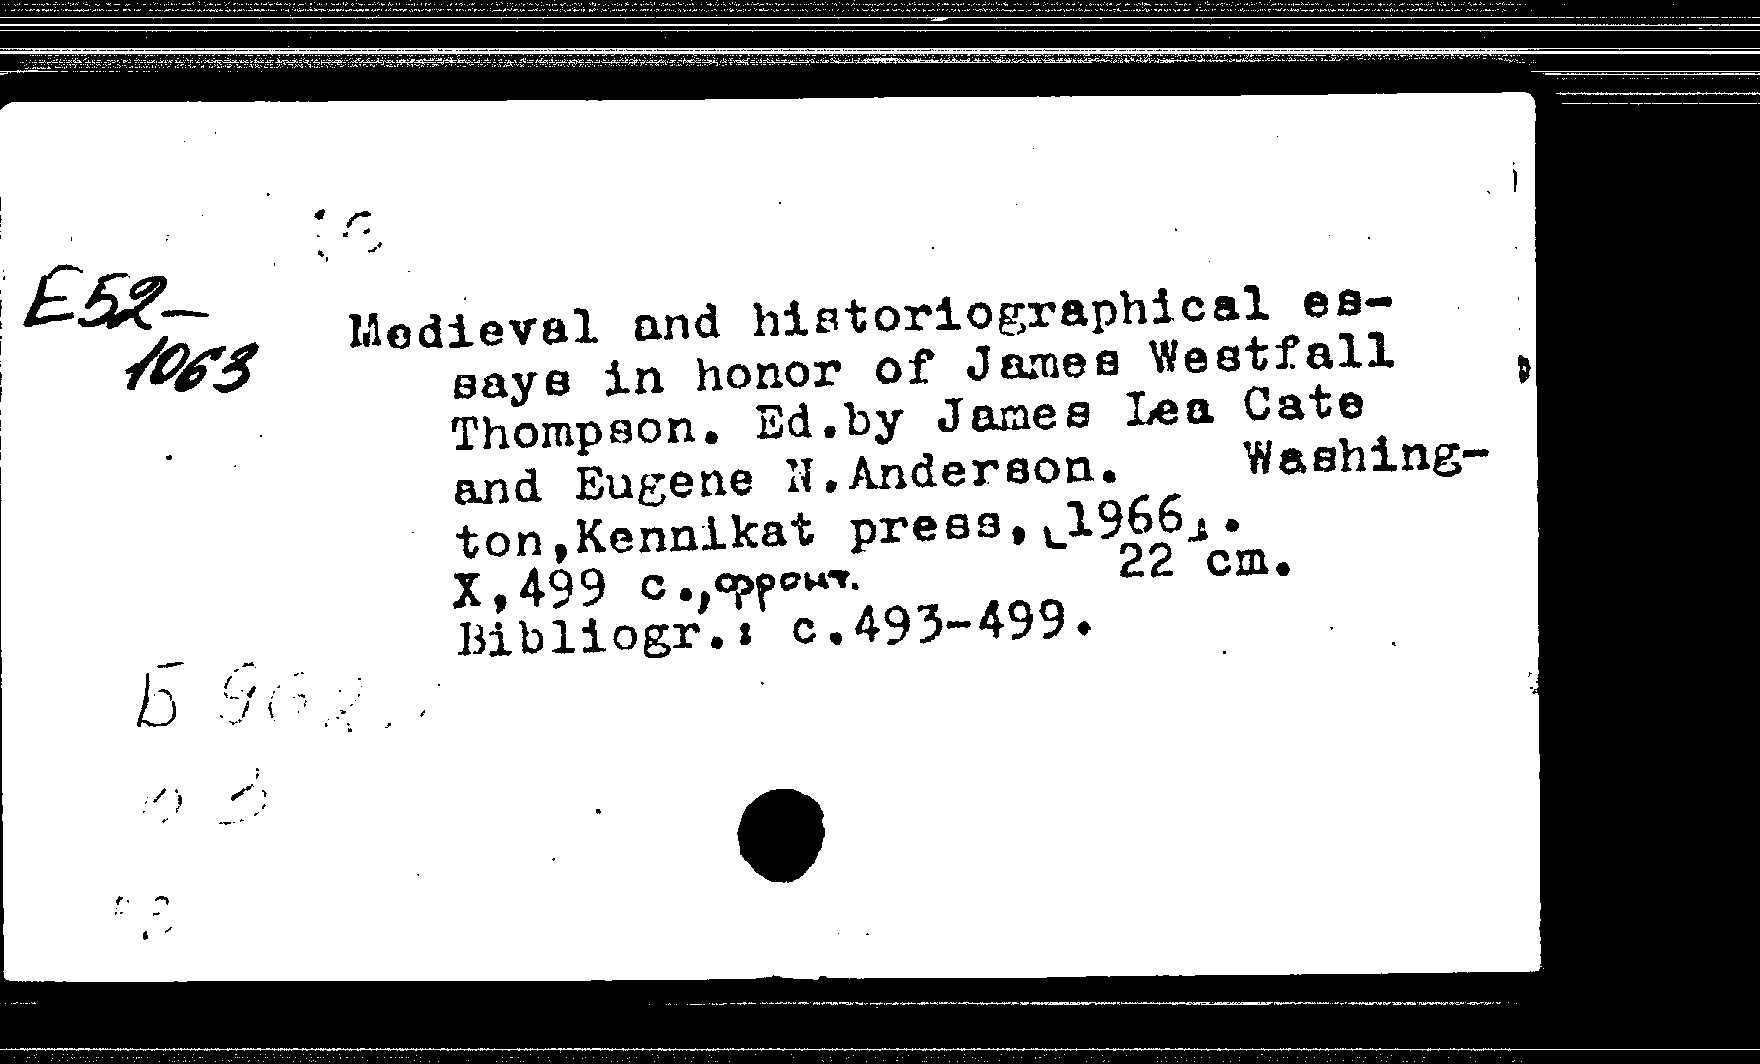 E52-
1063
Medieval and historiographical es-
says in honor of James Westfall
Thompson. Ed.by James Lea Cate
and Eugene N.Anderson. Washing-
ton,Kennikat press,[1966].
X,499 с.,фронт. 22 cm.
Bibliogr.: с.493-499.
Б 962